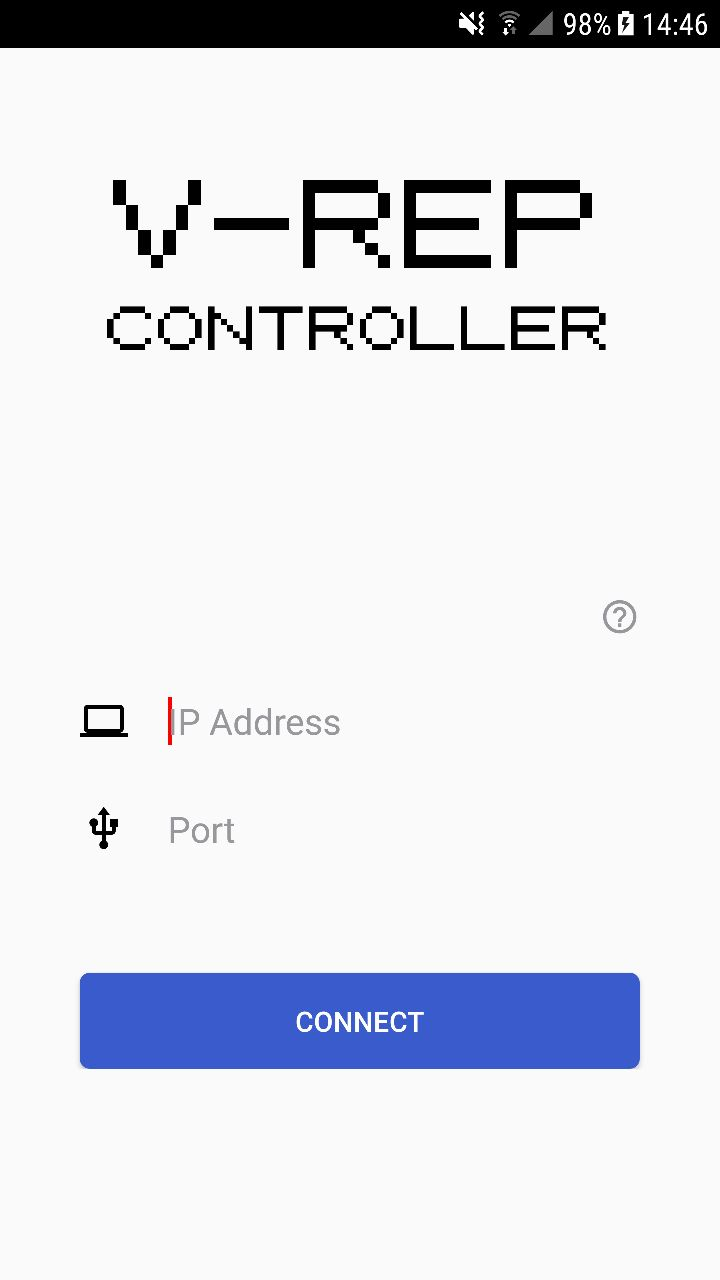 98% 14:46
V-REP
CONTROLLER
IP Address
Port
CONNECT